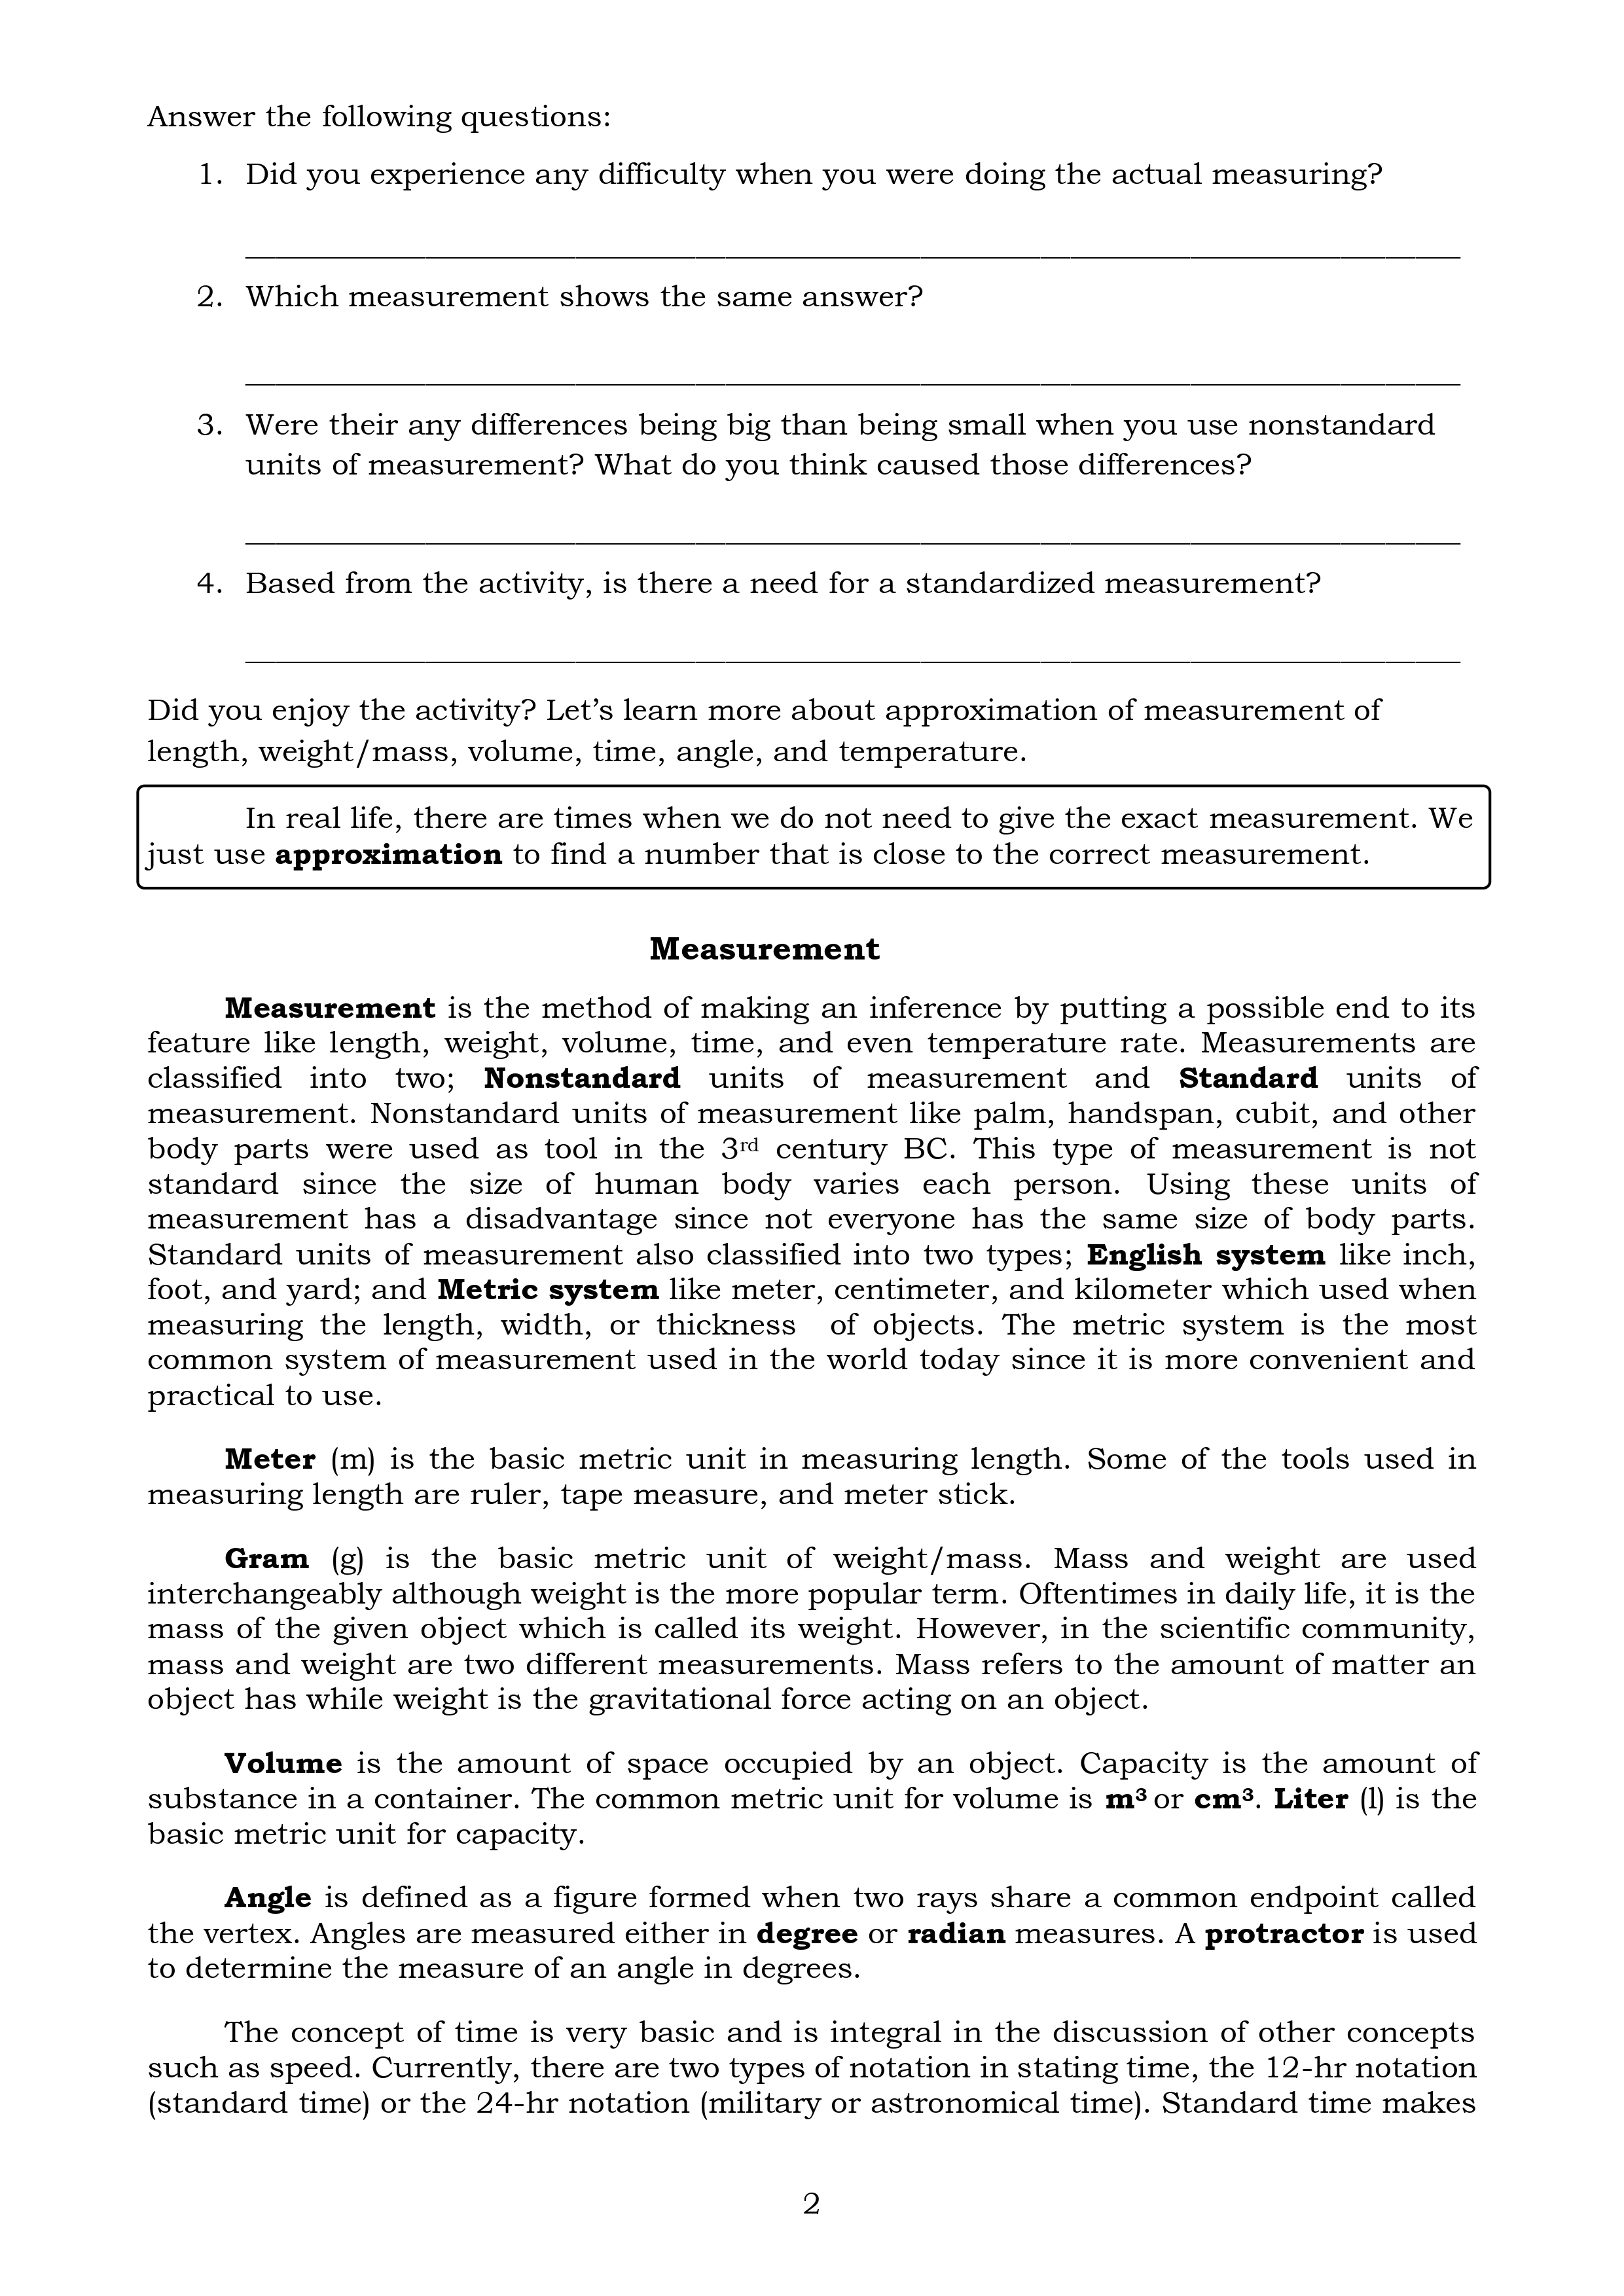 Answer the following questions:
1. Did you experience any difficulty when you were doing the actual measuring?
2. Which measurement shows the same answer?
3. Were their any differences being big than being small when you use nonstandard
units of measurement? What do you think caused those differences?
4. Based from the activity, is there a need for a standardized measurement?
Did you enjoy the activity? Let’s learn more about approximation of measurement of
length, weight/mass, volume, time, angle, and temperature.
In real life, there are times when we do not need to give the exact measurement. We
just use approximation to find a number that is close to the correct measurement.
Measurement
Measurement is the method of making an inference by putting a possible end to its
feature like length, weight, volume, time, and even temperature rate. Measurements are
classified into two; Nonstandard units of measurement and Standard units of
measurement. Nonstandard units of measurement like palm, handspan, cubit, and other
body parts were used as tool in the 3rd century BC. This type of measurement is not
standard since the size of human body varies each person. Using these units of
measurement has a disadvantage since not everyone has the same size of body parts.
Standard units of measurement also classified into two types; English system like inch,
foot, and yard; and Metric system like meter, centimeter, and kilometer which used when
measuring the length, width, or thickness of objects. The metric system is the most
common system of measurement used in the world today since it is more convenient and
practical to use.
Meter (m) is the basic metric unit in measuring length. Some of the tools used in
measuring length are ruler, tape measure, and meter stick.
Gram (g) is the basic metric unit of weight/mass. Mass and weight are used
interchangeably although weight is the more popular term. Oftentimes in daily life, it is the
mass of the given object which is called its weight. However, in the scientific community,
mass and weight are two different measurements. Mass refers to the amount of matter an
object has while weight is the gravitational force acting on an object.
Volume is the amount of space occupied by an object. Capacity is the amount of
substance in a container. The common metric unit for volume is m³ or cm³. Liter (l) is the
basic metric unit for capacity.
Angle is defined as a figure formed when two rays share a common endpoint called
the vertex. Angles are measured either in degree or radian measures. A protractor is used
to determine the measure of an angle in degrees.
The concept of time is very basic and is integral in the discussion of other concepts
such as speed. Currently, there are two types of notation in stating time, the 12-hr notation
(standard time) or the 24-hr notation (military or astronomical time). Standard time makes
2